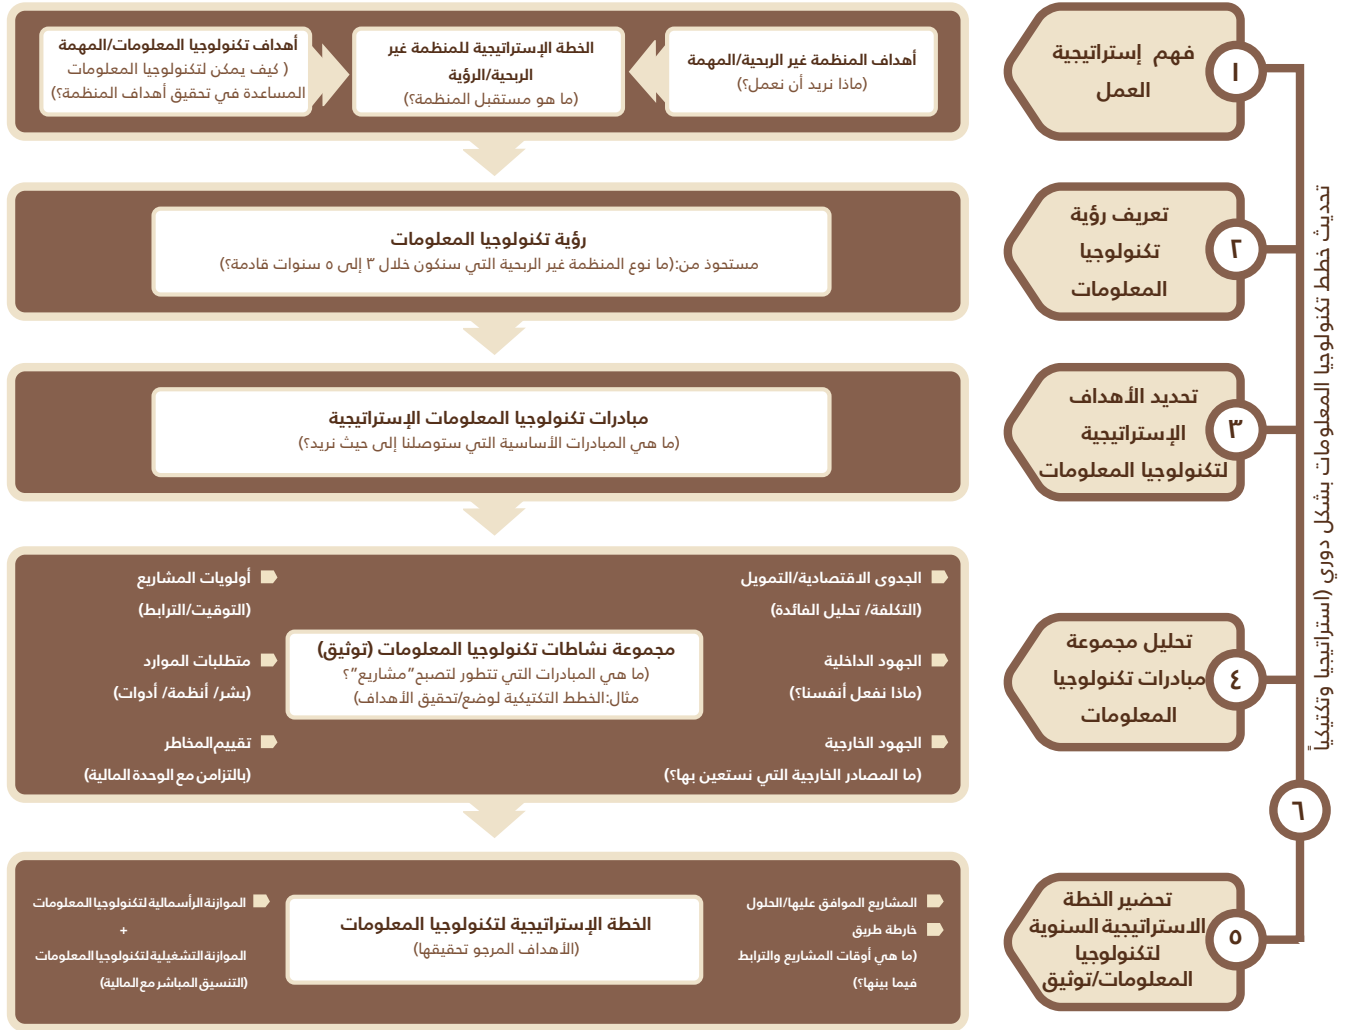 ١
فهم إستراتيجية
العمل
أهداف المنظمة غير الربحية/المهمة
(ماذا نريد أن نعمل؟)
الخطة الإستراتيجية للمنظمة غير
الربحية/الرؤية
(ما هو مستقبل المنظمة؟)
أهداف تكنولوجيا المعلومات/المهمة
( كيف يمكن لتكنولوجيا المعلومات
المساعدة في تحقيق أهداف المنظمة؟)
٢
تعريف رؤية
تكنولوجيا
المعلومات
رؤية تكنولوجيا المعلومات
مستحوذ من:(ما نوع المنظمة غير الربحية التي سنكون خلال ٣ إلى ٥ سنوات قادمة؟)
٣
تحديد الأهداف
الإستراتيجية
لتكنولوجيا المعلومات
مبادرات تكنولوجيا المعلومات الإستراتيجية
(ما هي المبادرات الأساسية التي ستوصلنا إلى حيث نريد؟)
٤
تحليل مجموعة
مبادرات تكنولوجيا
المعلومات
الجدوى الاقتصادية/التمويل
(التكلفة/ تحليل الفائدة)
الجهود الداخلية
(ماذا نفعل أنفسنا؟)
الجهود الخارجية
(ما المصادر الخارجية التي نستعين بها؟)
مجموعة نشاطات تكنولوجيا المعلومات (توثيق)
(ما هي المبادرات التي تتطور لتصبح”مشاريع”؟
مثال:الخطط التكتيكية لوضع/تحقيق الأهداف)
أولويات المشاريع
(التوقيت/الترابط)
متطلبات الموارد
(بشر/ أنظمة/ أدوات)
تقييم المخاطر
(بالتزامن مع الوحدة المالية)
٥
تحضير الخطة
الاستراتيجية السنوية
لتكنولوجيا
المعلومات/توثيق
المشاريع الموافق عليها/الحلول
خارطة طريق
(ما هي أوقات المشاريع والترابط
فيما بينها؟)
الخطة الإستراتيجية لتكنولوجيا المعلومات
(الأهداف المرجو تحقيقها)
الموازنة الرأسمالية لتكنولوجيا المعلومات
+
الموازنة التشغيلية لتكنولوجيا المعلومات
(التنسيق المباشر مع المالية)
٦
تحديث خطط تكنولوجيا المعلومات بشكل دوري (استراتيجيا وتكتيكياً